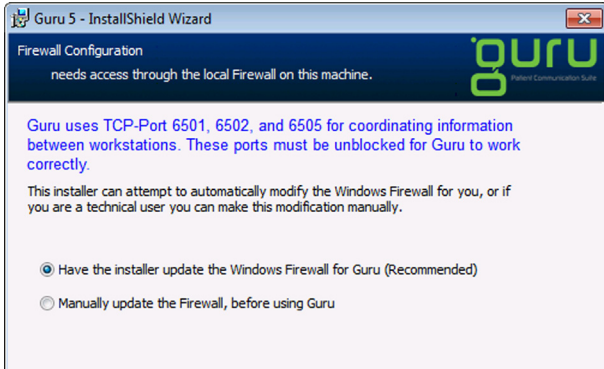 Guru 5 - InstallShield Wizard
Firewall Configuration
needs access through the local Firewall on this machine.
guru
Patient Communication Suite
Guru uses TCP-Port 6501, 6502, and 6505 for coordinating information
between workstations. These ports must be unblocked for Guru to work
correctly.
This installer can attempt to automatically modify the Windows Firewall for you, or if
you are a technical user you can make this modification manually.
Have the installer update the Windows Firewall for Guru (Recommended)
Manually update the Firewall, before using Guru